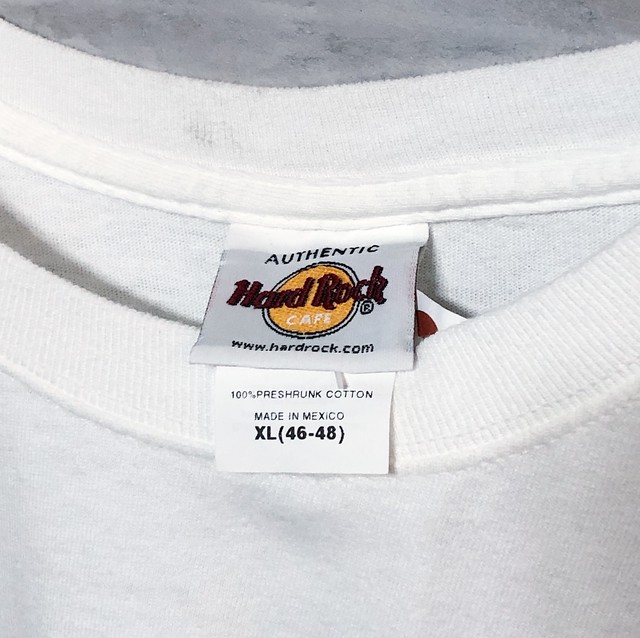 AUTHENTIC
Hard Rock
®
CAFE
www.hardrock.com
100%PRESHRUNK COTTON
MADE IN MEXICO
XL(46-48)